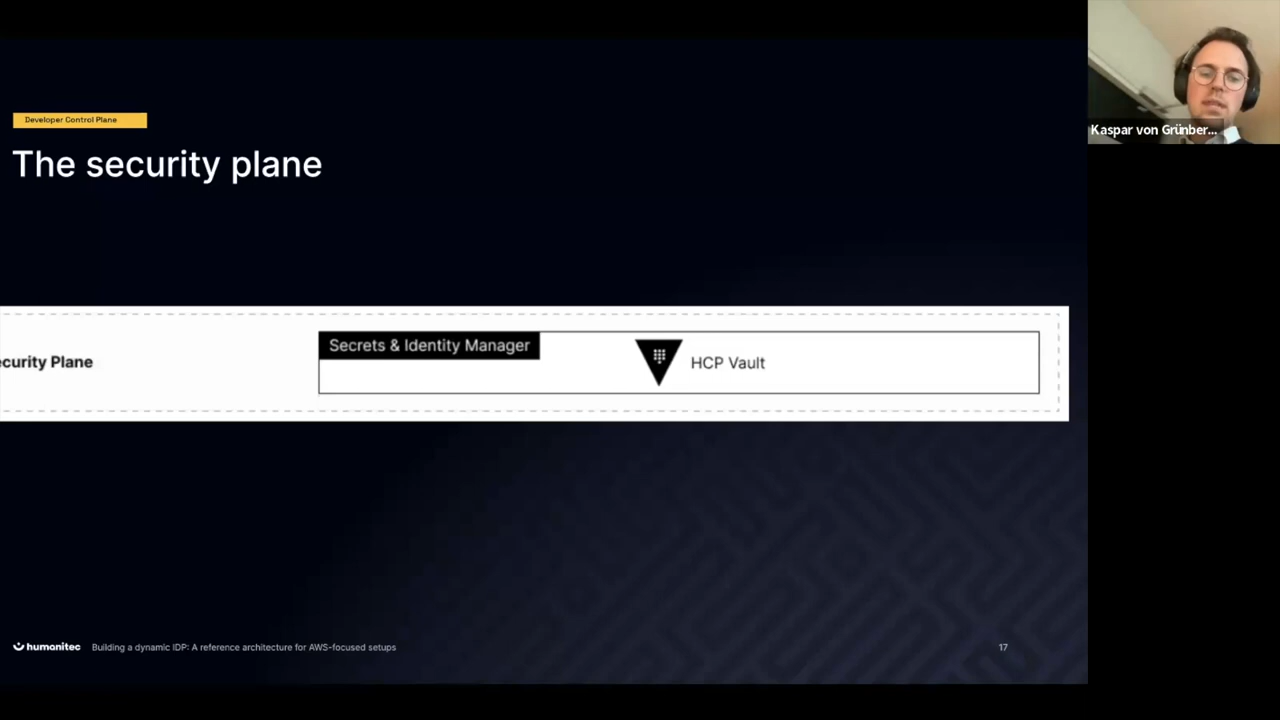 Developer Control Plane
The security plane
ecurity Plane
Secrets & Identity Manager
HCP Vault
humanitec
Building a dynamic IDP: A reference architecture for AWS-focused setups
17
Kaspar von Grünber...